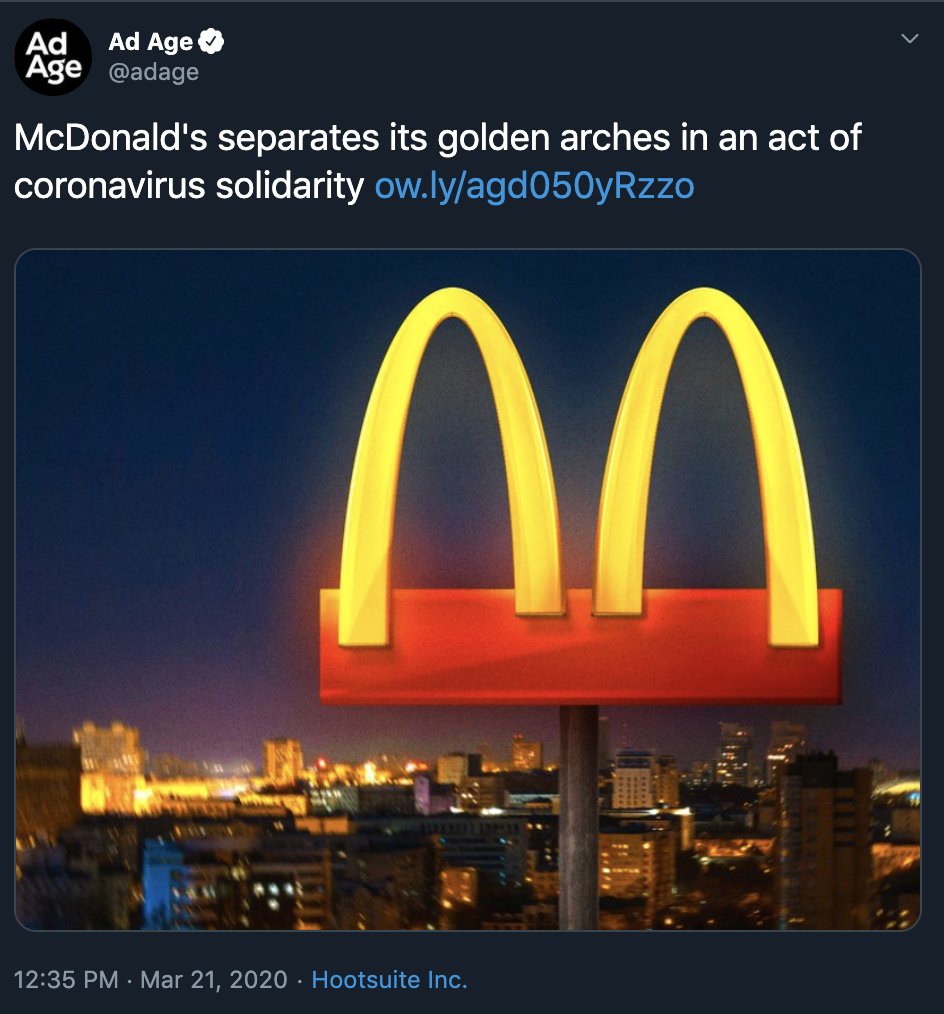 Ad
Age
Ad Age
@adage
McDonald's separates its golden arches in an act of
coronavirus solidarity ow.ly/agd050yRzzo
12:35 PM · Mar 21, 2020 · Hootsuite Inc.